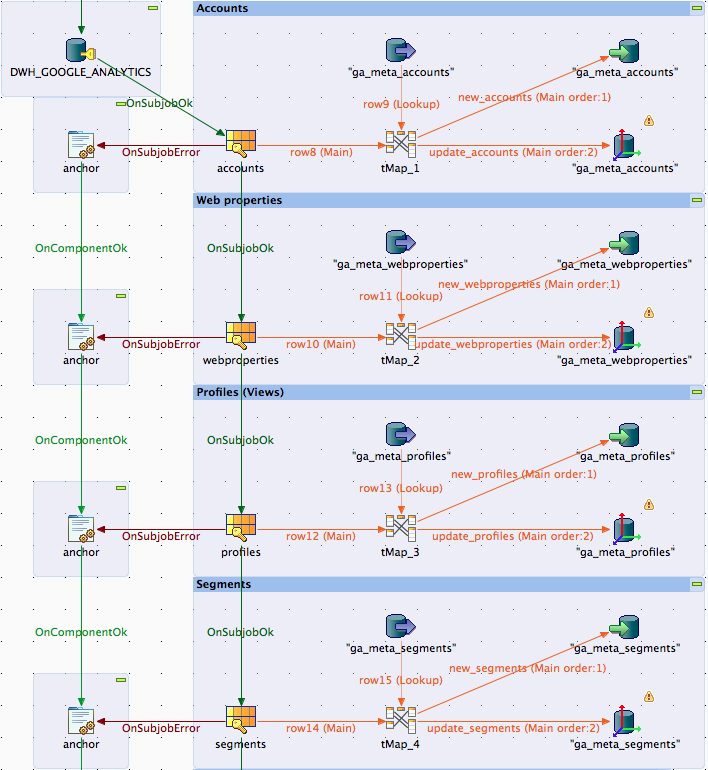 Accounts
DWH_GOOGLE_ANALYTICS
"ga_meta_accounts"
"ga_meta_accounts"
OnSubjobOk
row9 (Lookup)
new_accounts (Main order:1)
anchor
OnSubjobError
accounts
row8 (Main)
tMap_1
update_accounts (Main order:2)
"ga_meta_accounts"
Web properties
OnComponentOk
OnSubjobOk
"ga_meta_webproperties"
"ga_meta_webproperties"
row11 (Lookup)
new_webproperties (Main order:1)
anchor
OnSubjobError
webproperties
row10 (Main)
tMap_2
update_webproperties (Main order:2)
"ga_meta_webproperties"
Profiles (Views)
OnComponentOk
OnSubjobOk
"ga_meta_profiles"
"ga_meta_profiles"
row13 (Lookup)
new_profiles (Main order:1)
anchor
OnSubjobError
profiles
row12 (Main)
tMap_3
update_profiles (Main order:2)
"ga_meta_profiles"
Segments
OnComponentOk
OnSubjobOk
"ga_meta_segments"
"ga_meta_segments"
row15 (Lookup)
new_segments (Main order:1)
anchor
OnSubjobError
segments
row14 (Main)
tMap_4
update_segments (Main order:2)
"ga_meta_segments"